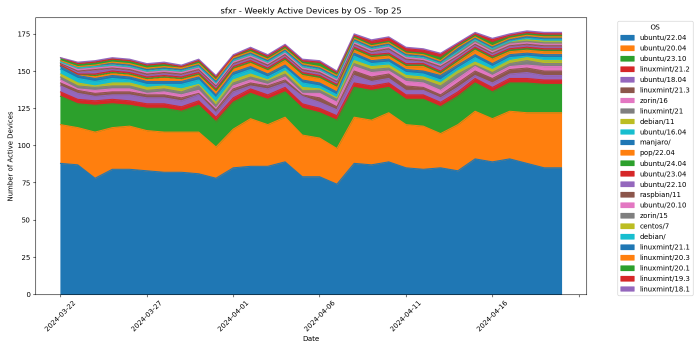 sfxr - Weekly Active Devices by OS - Top 25
Number of Active Devices
175
150
125
100
75
50
25
0
2024-03-22
2024-03-27
2024-04-01
2024-04-06
2024-04-11
2024-04-16
Date
OS
ubuntu/22.04
ubuntu/20.04
ubuntu/23.10
linuxmint/21.2
ubuntu/18.04
linuxmint/21.3
zorin/16
linuxmint/21
debian/11
ubuntu/16.04
manjaro/
pop/22.04
ubuntu/24.04
ubuntu/23.04
ubuntu/22.10
raspbian/11
ubuntu/20.10
zorin/15
centos/7
debian/
linuxmint/21.1
linuxmint/20.3
linuxmint/20.1
linuxmint/19.3
linuxmint/18.1